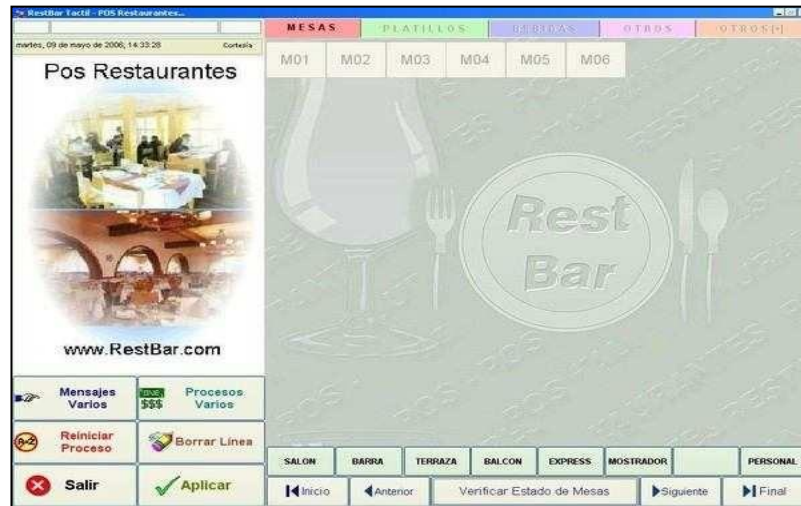 RestBar Tactil - POS Restaurantes...
martes, 09 de mayo de 2006, 14:33:28
Cortesía
Pos Restaurantes
www.RestBar.com
Mensajes Varios
Procesos Varios
$$$
Reiniciar Proceso
Borrar Línea
Salir
Aplicar
MESAS
PLATILLOS
BEBIDAS
OTROS
OTROS[+]
M01 M02 M03 M04 M05 M06
Rest
Bar
SALON BARRA TERRAZA BALCON EXPRESS MOSTRADOR PERSONAL
Inicio Anterior Verificar Estado de Mesas Siguiente Final